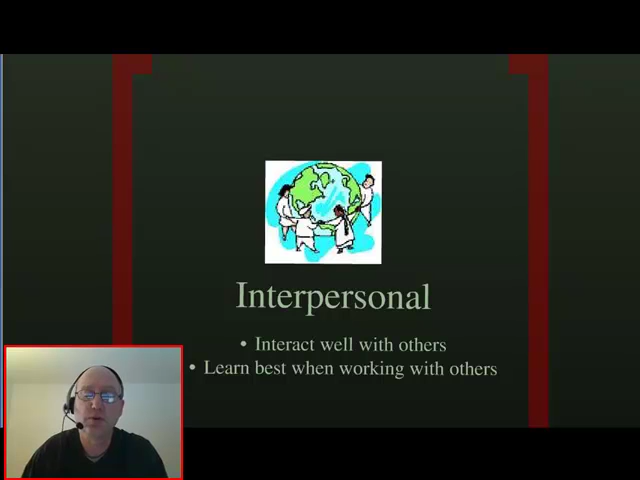 Interpersonal
• Interact well with others
• Learn best when working with others